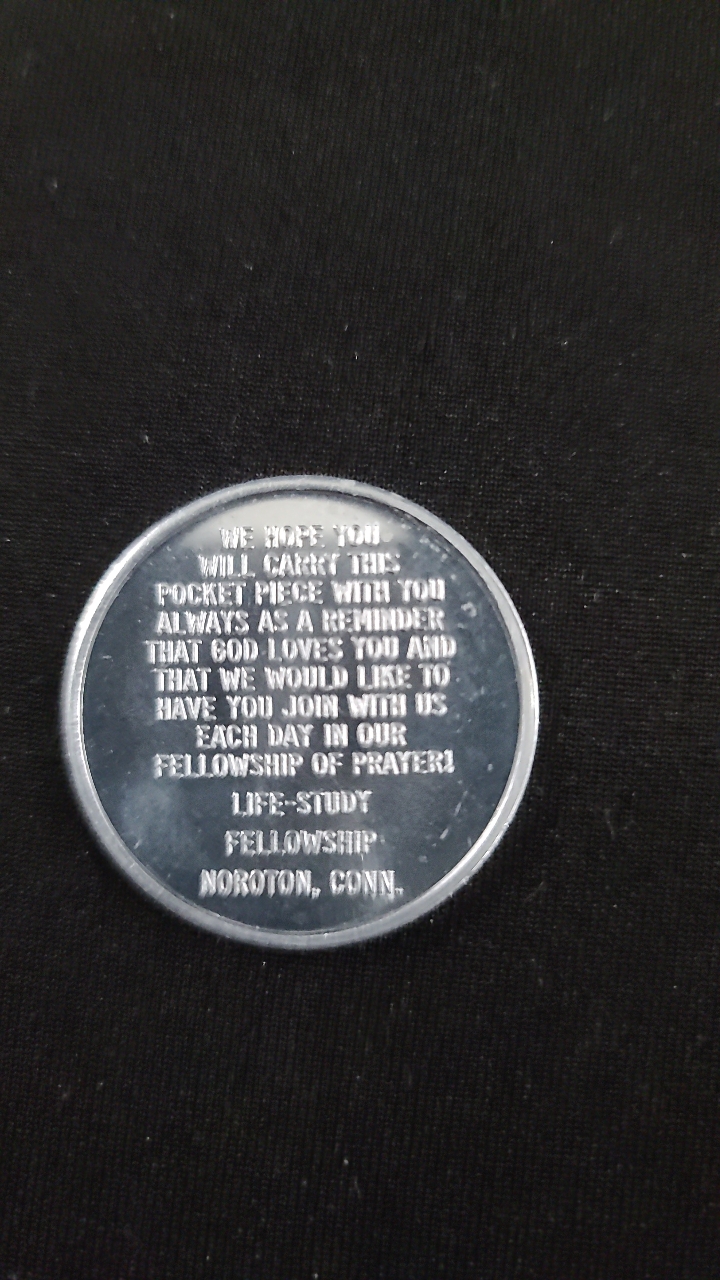 WE HOPE YOU
WILL CARRY THIS
POCKET PIECE WITH YOU
ALWAYS AS A REMINDER
THAT GOD LOVES YOU AND
THAT WE WOULD LIKE TO
HAVE YOU JOIN WITH US
EACH DAY IN OUR
FELLOWSHIP OF PRAYER!
LIFE-STUDY
FELLOWSHIP
NOROTON, CONN.